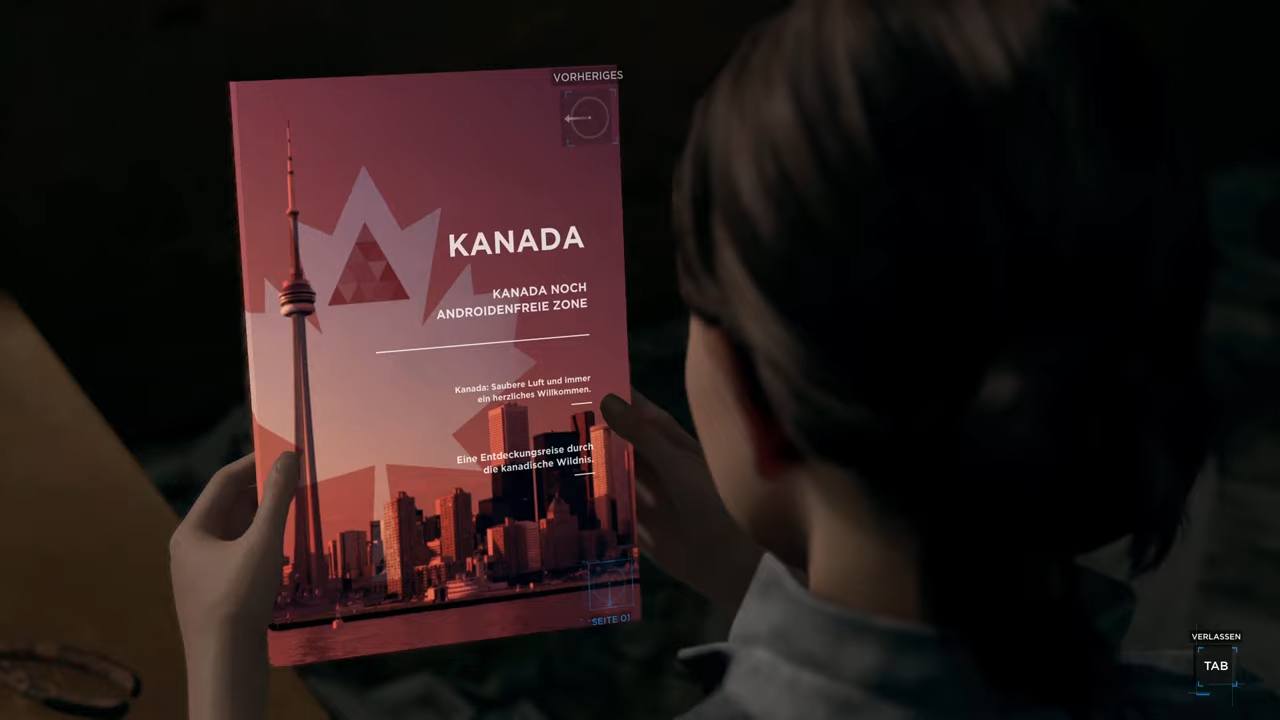 VORHERIGES
KANADA
KANADA NOCH
ANDROIDENFREIE ZONE
Kanada: Saubere Luft und immer
ein herzliches Willkommen.
Eine Entdeckungsreise durch
die kanadische Wildnis.
SEITE 01
VERLASSEN
TAB